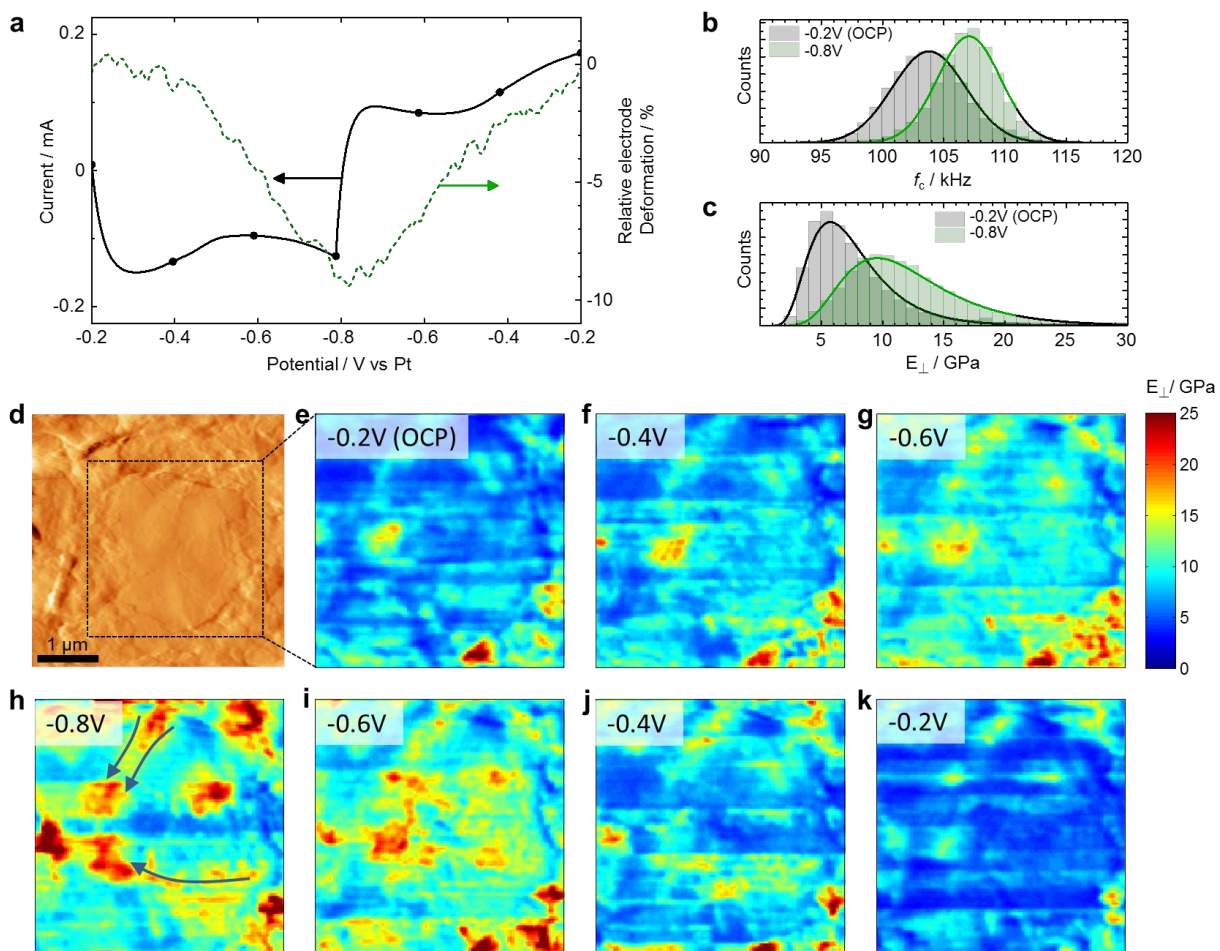 a
0.2
0
-0.2
Current / mA
0
-5
-10
Relative electrode
Deformation / %
-0.2
-0.4
-0.6
-0.8
-0.6
-0.4
-0.2
Potential / V vs Pt
b
-0.2V (OCP)
-0.8V
Counts
90
95
100
105
110
115
120
fc / kHz
c
-0.2V (OCP)
-0.8V
Counts
5
10
15
20
25
30
E⊥ / GPa
d
1 µm
e
-0.2V (OCP)
f
-0.4V
g
-0.6V
E⊥ / GPa
25
20
15
10
5
0
h
-0.8V
i
-0.6V
j
-0.4V
k
-0.2V